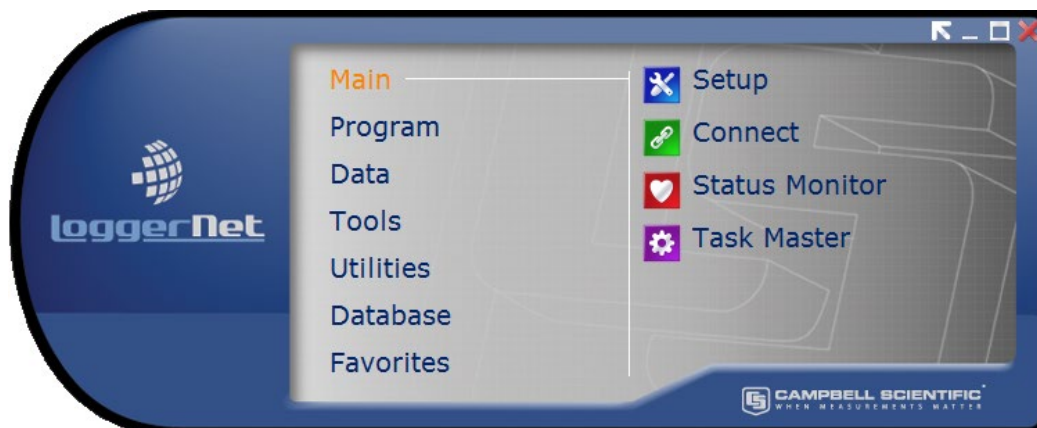 Main
Program
Data
Tools
Utilities
Database
Favorites
Setup
Connect
Status Monitor
Task Master
LoggerNet
CAMPBELL SCIENTIFIC
WHEN MEASUREMENTS MATTER